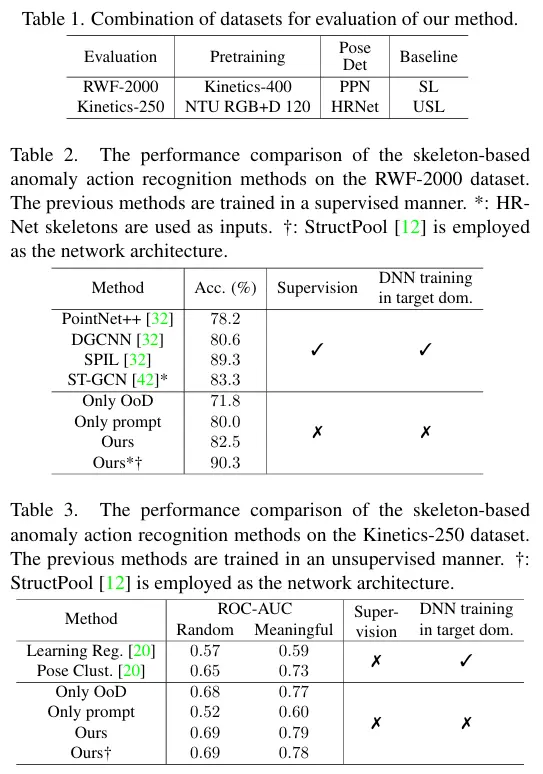 Table 1. Combination of datasets for evaluation of our method.
Evaluation Pretraining Pose Det Baseline
RWF-2000 Kinetics-400 PPN SL
Kinetics-250 NTU RGB+D 120 HRNet USL
Table 2. The performance comparison of the skeleton-based
anomaly action recognition methods on the RWF-2000 dataset.
The previous methods are trained in a supervised manner. *: HR-
Net skeletons are used as inputs. †: StructPool [12] is employed
as the network architecture.
Method Acc. (%) Supervision DNN training in target dom.
PointNet++ [32] 78.2
DGCNN [32] 80.6
✓ ✓
SPIL [32] 89.3
ST-GCN [42]* 83.3
Only OoD 71.8
Only prompt 80.0
✗ ✗
Ours 82.5
Ours*† 90.3
Table 3. The performance comparison of the skeleton-based
anomaly action recognition methods on the Kinetics-250 dataset.
The previous methods are trained in an unsupervised manner. †:
StructPool [12] is employed as the network architecture.
Method ROC-AUC Super- DNN training
Random Meaningful vision in target dom.
Learning Reg. [20] 0.57 0.59
✗ ✓
Pose Clust. [20] 0.65 0.73
Only OoD 0.68 0.77
Only prompt 0.52 0.60
✗ ✗
Ours 0.69 0.79
Ours† 0.69 0.78